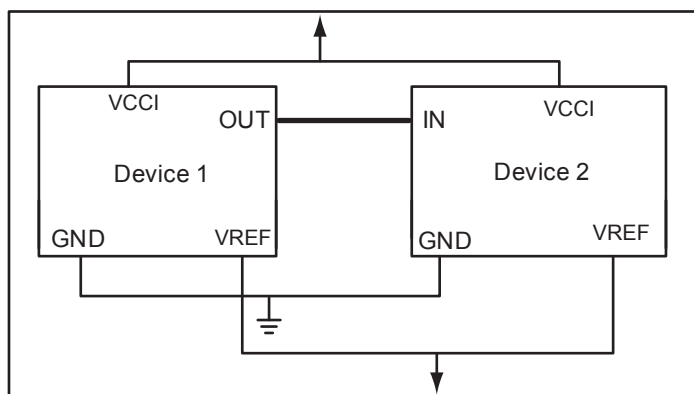 VCCI
OUT
Device 1
GND
VREF
IN
VCCI
Device 2
GND
VREF